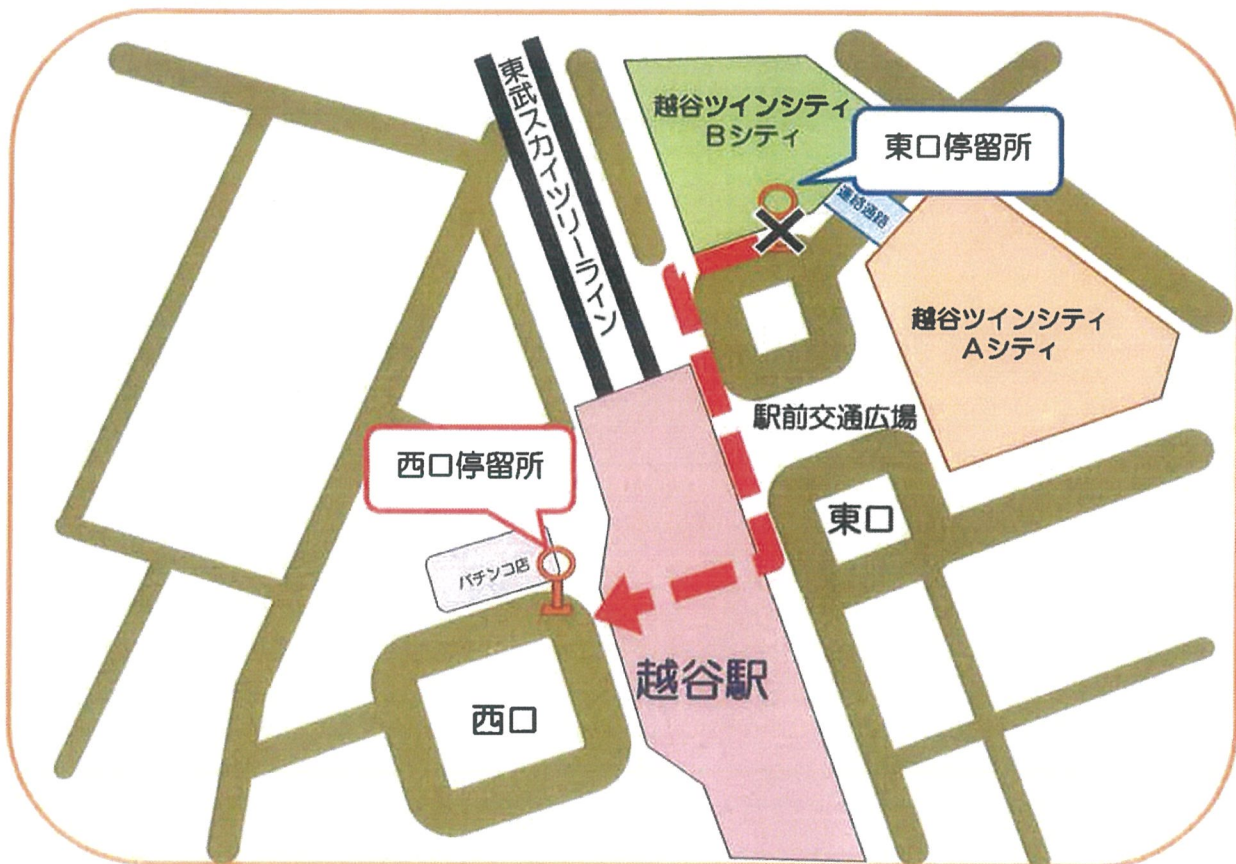 東武スカイツリーライン
越谷ツインシティ
Bシティ
東口停留所
連絡通路
越谷ツインシティ
Aシティ
駅前交通広場
西口停留所
東口
パチンコ店
越谷駅
西口